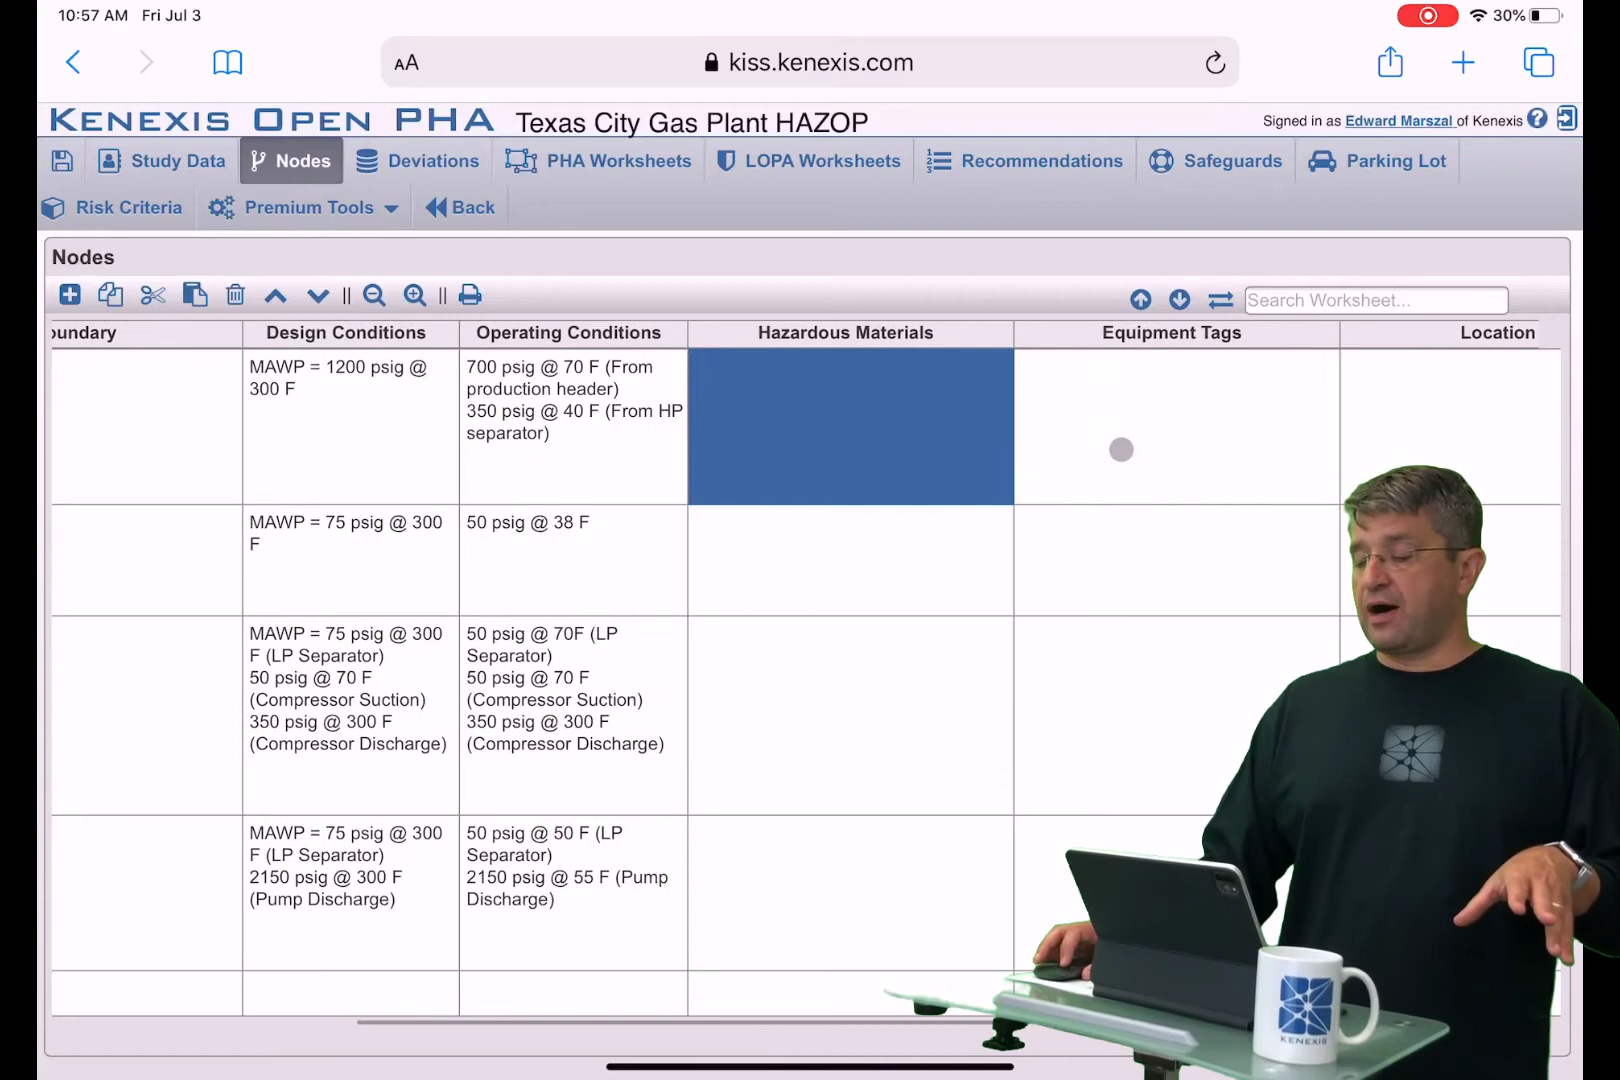 10:57 AM Fri Jul 3
30%
AA kiss.kenexis.com
KENEXIS OPEN PHA Texas City Gas Plant HAZOP
Signed in as Edward Marszal of Kenexis
Study Data Nodes Deviations PHA Worksheets LOPA Worksheets Recommendations Safeguards Parking Lot
Risk Criteria Premium Tools Back
Nodes
Search Worksheet...
oundary Design Conditions Operating Conditions Hazardous Materials Equipment Tags Location
MAWP = 1200 psig @
300 F
700 psig @ 70 F (From
production header)
350 psig @ 40 F (From HP
separator)
MAWP = 75 psig @ 300
F
50 psig @ 38 F
MAWP = 75 psig @ 300
F (LP Separator)
50 psig @ 70 F
(Compressor Suction)
350 psig @ 300 F
(Compressor Discharge)
50 psig @ 70F (LP
Separator)
50 psig @ 70 F
(Compressor Suction)
350 psig @ 300 F
(Compressor Discharge)
MAWP = 75 psig @ 300
F (LP Separator)
2150 psig @ 300 F
(Pump Discharge)
50 psig @ 50 F (LP
Separator)
2150 psig @ 55 F (Pump
Discharge)
KENEXIS